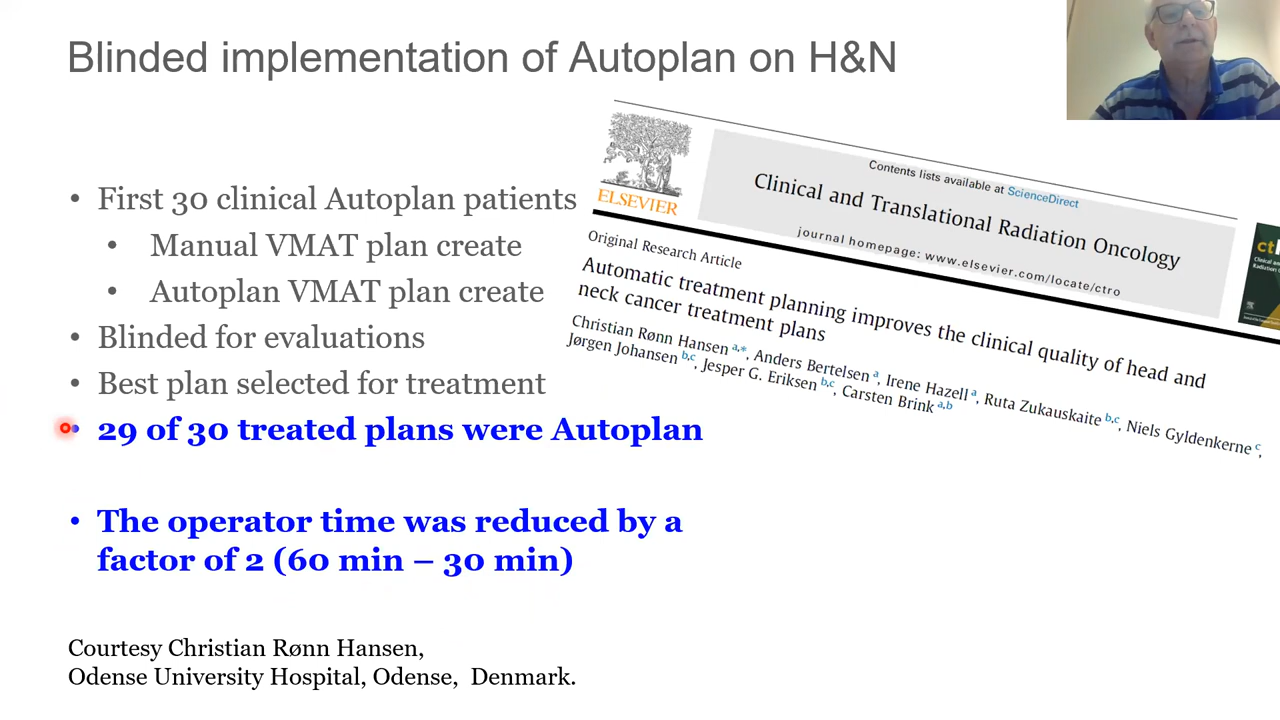 Blinded implementation of Autoplan on H&N
• First 30 clinical Autoplan patients
• Manual VMAT plan create
• Autoplan VMAT plan create
• Blinded for evaluations
• Best plan selected for treatment
• 29 of 30 treated plans were Autoplan
• The operator time was reduced by a
factor of 2 (60 min – 30 min)
Courtesy Christian Rønn Hansen,
Odense University Hospital, Odense, Denmark.
ELSEVIER
Contents lists available at ScienceDirect
Clinical and Translational Radiation Oncology
journal homepage: www.elsevier.com/locate/ctro
Original Research Article
Automatic treatment planning improves the clinical quality of head and
neck cancer treatment plans
Christian Rønn Hansen a,*, Anders Bertelsen a, Irene Hazell a, Ruta Zukauskaite b,c, Niels Gyldenkerne c,
Jørgen Johansen b,c, Jesper G. Eriksen b,c, Carsten Brink a,b